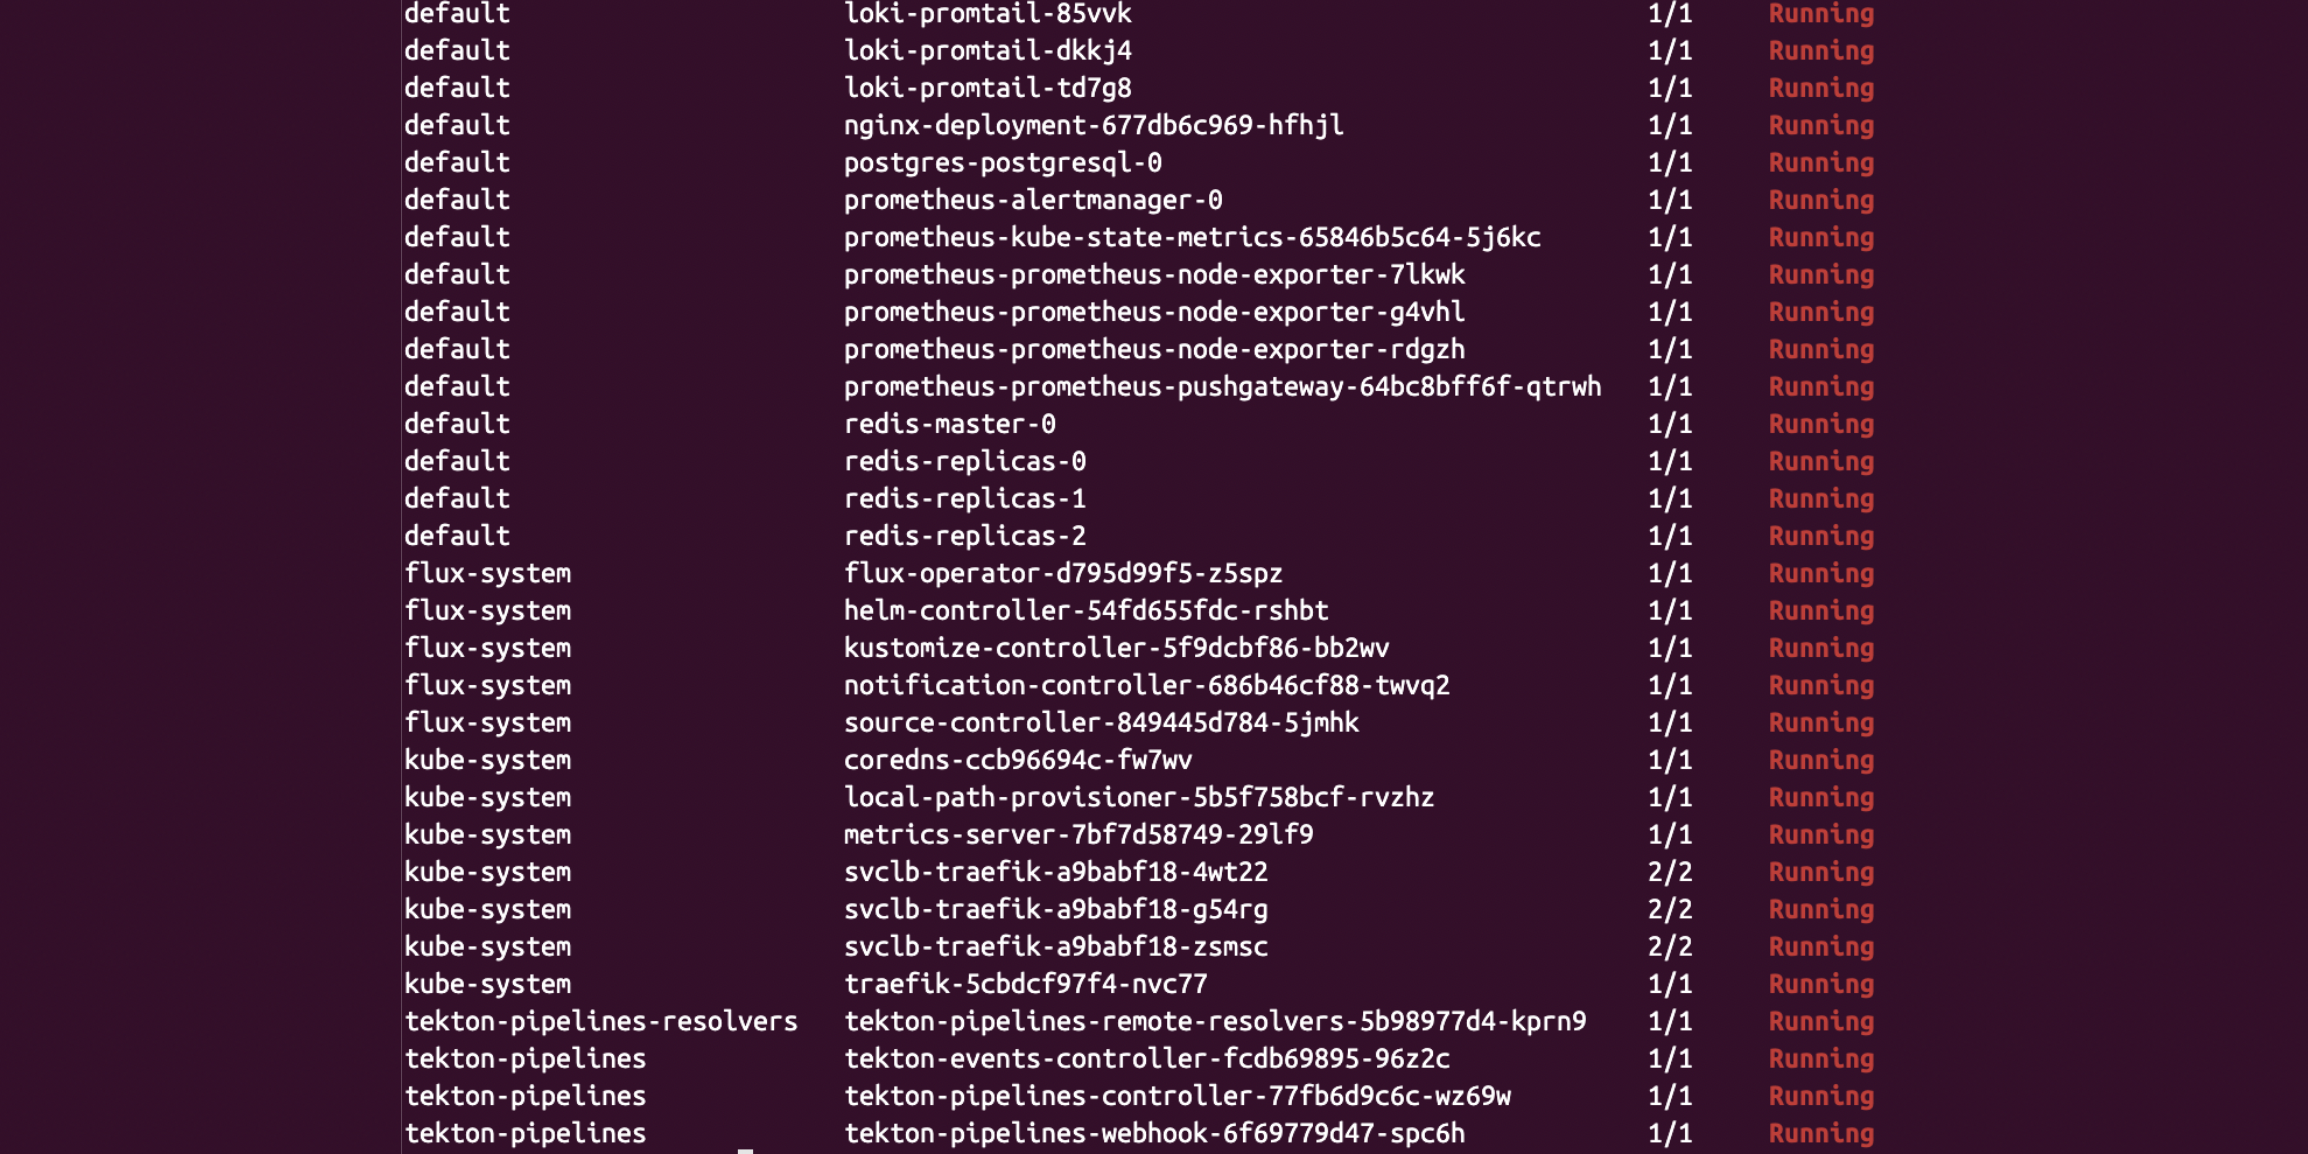 default loki-promtail-85vvk 1/1 Running
default loki-promtail-dkkj4 1/1 Running
default loki-promtail-td7g8 1/1 Running
default nginx-deployment-677db6c969-hfhjl 1/1 Running
default postgres-postgresql-0 1/1 Running
default prometheus-alertmanager-0 1/1 Running
default prometheus-kube-state-metrics-65846b5c64-5j6kc 1/1 Running
default prometheus-prometheus-node-exporter-7lkwk 1/1 Running
default prometheus-prometheus-node-exporter-g4vhl 1/1 Running
default prometheus-prometheus-node-exporter-rdgzh 1/1 Running
default prometheus-prometheus-pushgateway-64bc8bff6f-qtrwh 1/1 Running
default redis-master-0 1/1 Running
default redis-replicas-0 1/1 Running
default redis-replicas-1 1/1 Running
default redis-replicas-2 1/1 Running
flux-system flux-operator-d795d99f5-z5spz 1/1 Running
flux-system helm-controller-54fd655fdc-rshbt 1/1 Running
flux-system kustomize-controller-5f9dcbf86-bb2wv 1/1 Running
flux-system notification-controller-686b46cf88-twvq2 1/1 Running
flux-system source-controller-849445d784-5jmhk 1/1 Running
kube-system coredns-ccb96694c-fw7wv 1/1 Running
kube-system local-path-provisioner-5b5f758bcf-rvzhz 1/1 Running
kube-system metrics-server-7bf7d58749-29lf9 1/1 Running
kube-system svclb-traefik-a9babf18-4wt22 2/2 Running
kube-system svclb-traefik-a9babf18-g54rg 2/2 Running
kube-system svclb-traefik-a9babf18-zsmsc 2/2 Running
kube-system traefik-5cbdcf97f4-nvc77 1/1 Running
tekton-pipelines-resolvers tekton-pipelines-remote-resolvers-5b98977d4-kprn9 1/1 Running
tekton-pipelines tekton-events-controller-fcdb69895-96z2c 1/1 Running
tekton-pipelines tekton-pipelines-controller-77fb6d9c6c-wz69w 1/1 Running
tekton-pipelines tekton-pipelines-webhook-6f69779d47-spc6h 1/1 Running